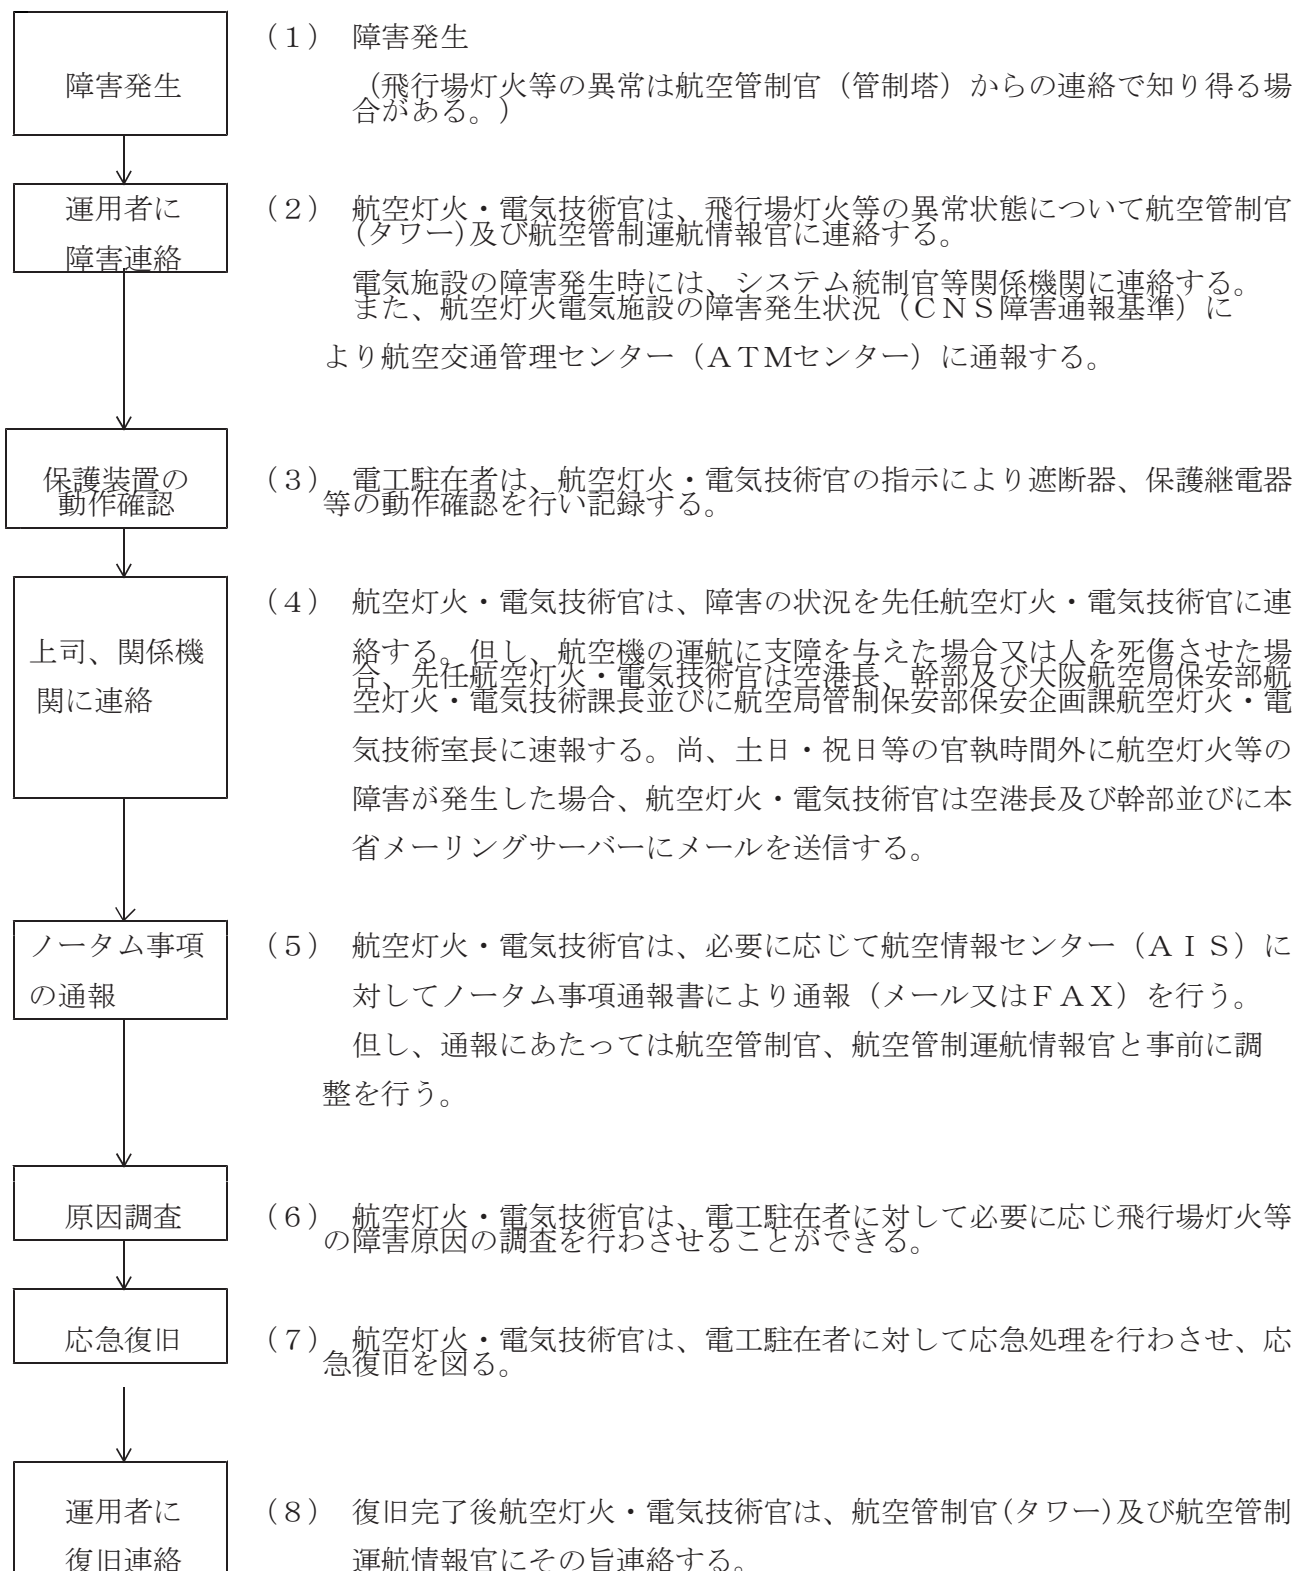 障害発生
(1) 障害発生
(飛行場灯火等の異常は航空管制官(管制塔)からの連絡で知り得る場
合がある。)
運用者に
障害連絡
(2) 航空灯火・電気技術官は、飛行場灯火等の異常状態について航空管制官
(タワー)及び航空管制運航情報官に連絡する。
電気施設の障害発生時には、システム統制官等関係機関に連絡する。
また、航空灯火電気施設の障害発生状況(CNS障害通報基準)に
より航空交通管理センター(ATMセンター)に通報する。
保護装置の
動作確認
(3) 電工駐在者は、航空灯火・電気技術官の指示により遮断器、保護継電器
等の動作確認を行い記録する。
上司、関係機
関に連絡
(4) 航空灯火・電気技術官は、障害の状況を先任航空灯火・電気技術官に連
絡する。但し、航空機の運航に支障を与えた場合又は人を死傷させた場
合、先任航空灯火・電気技術官は空港長、幹部及び大阪航空局保安部航
空灯火・電気技術課長並びに航空局管制保安部保安企画課航空灯火・電
気技術室長に速報する。尚、土日・祝日等の官執時間外に航空灯火等の
障害が発生した場合、航空灯火・電気技術官は空港長及び幹部並びに本
省メーリングサーバーにメールを送信する。
ノータム事項
の通報
(5) 航空灯火・電気技術官は、必要に応じて航空情報センター(AIS)に
対してノータム事項通報書により通報(メール又はFAX)を行う。
但し、通報にあたっては航空管制官、航空管制運航情報官と事前に調
整を行う。
原因調査
(6) 航空灯火・電気技術官は、電工駐在者に対して必要に応じ飛行場灯火等
の障害原因の調査を行わさせることができる。
応急復旧
(7) 航空灯火・電気技術官は、電工駐在者に対して応急処理を行わさせ、応
急復旧を図る。
運用者に
復旧連絡
(8) 復旧完了後航空灯火・電気技術官は、航空管制官(タワー)及び航空管制
運航情報官にその旨連絡する。